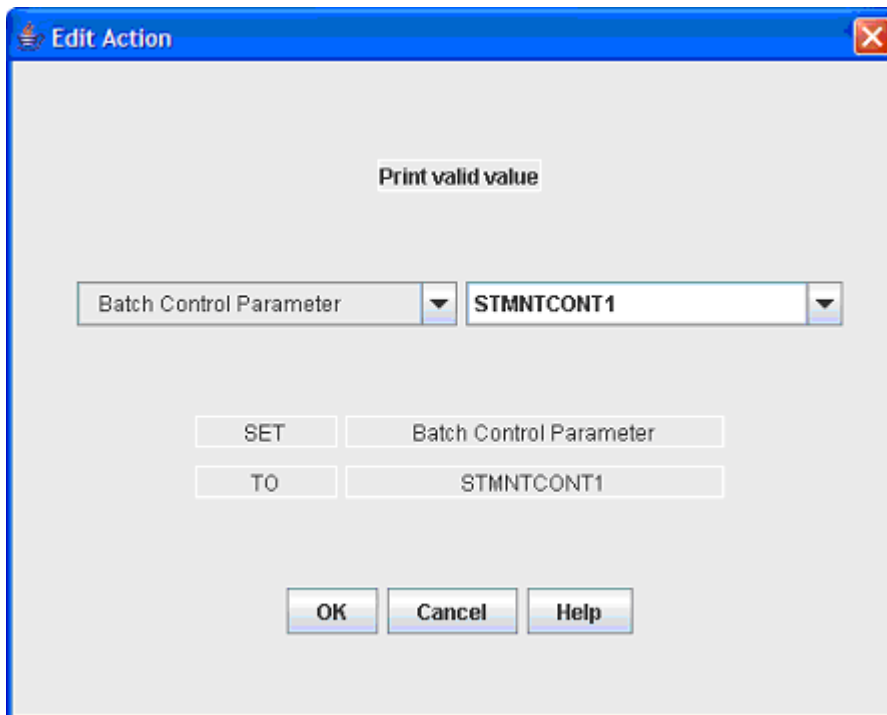 Edit Action
Print valid value
Batch Control Parameter STMNTCONT1
SET Batch Control Parameter
TO STMNTCONT1
OK Cancel Help